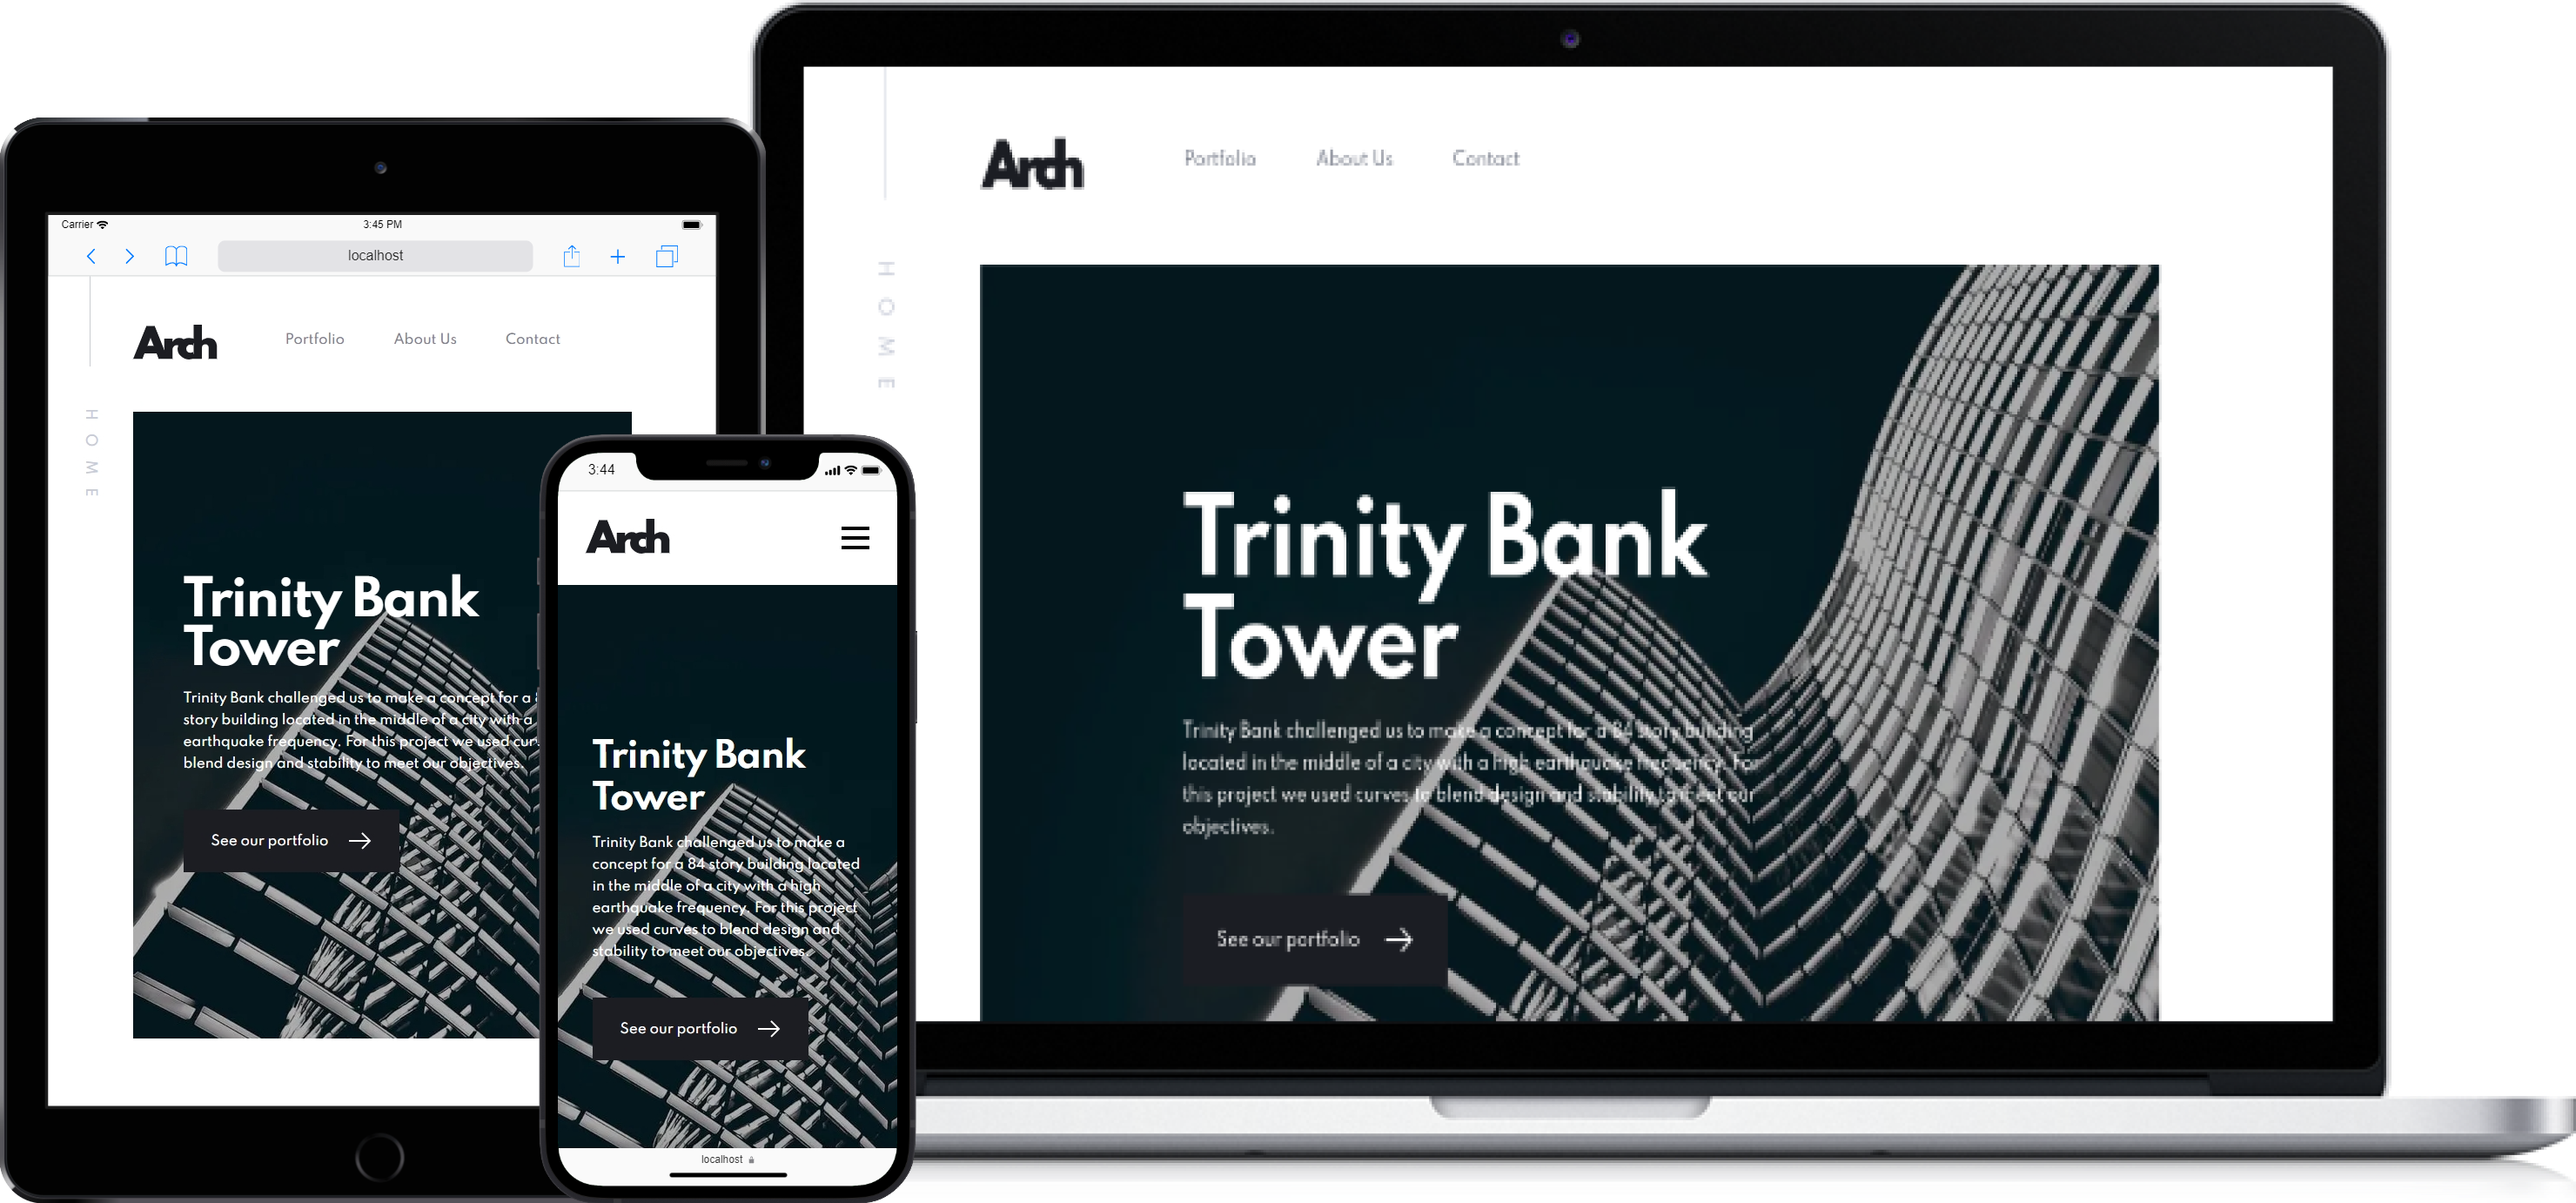 Carrier
3:45 PM
localhost
Arch
Portfolio
About Us
Contact
H O M E
Trinity Bank
Tower
Trinity Bank challenged us to make a concept for a
story building located in the middle of a city with a
earthquake frequency. For this project we used
blend design and stability to meet our objectives.
See our portfolio
3:44
Arch
Trinity Bank
Tower
Trinity Bank challenged us to make a
concept for a 84 story building located
in the middle of a city with a high
earthquake frequency. For this project
we used curves to blend design and
stability to meet our objectives.
See our portfolio
localhost
Arch
Portfolio
About Us
Contact
H O M E
Trinity Bank
Tower
Trinity Bank challenged us to make a concept for a 84 story building
located in the middle of a city with a high earthquake frequency. For
this project we used curves to blend design and stability to meet our
objectives.
See our portfolio